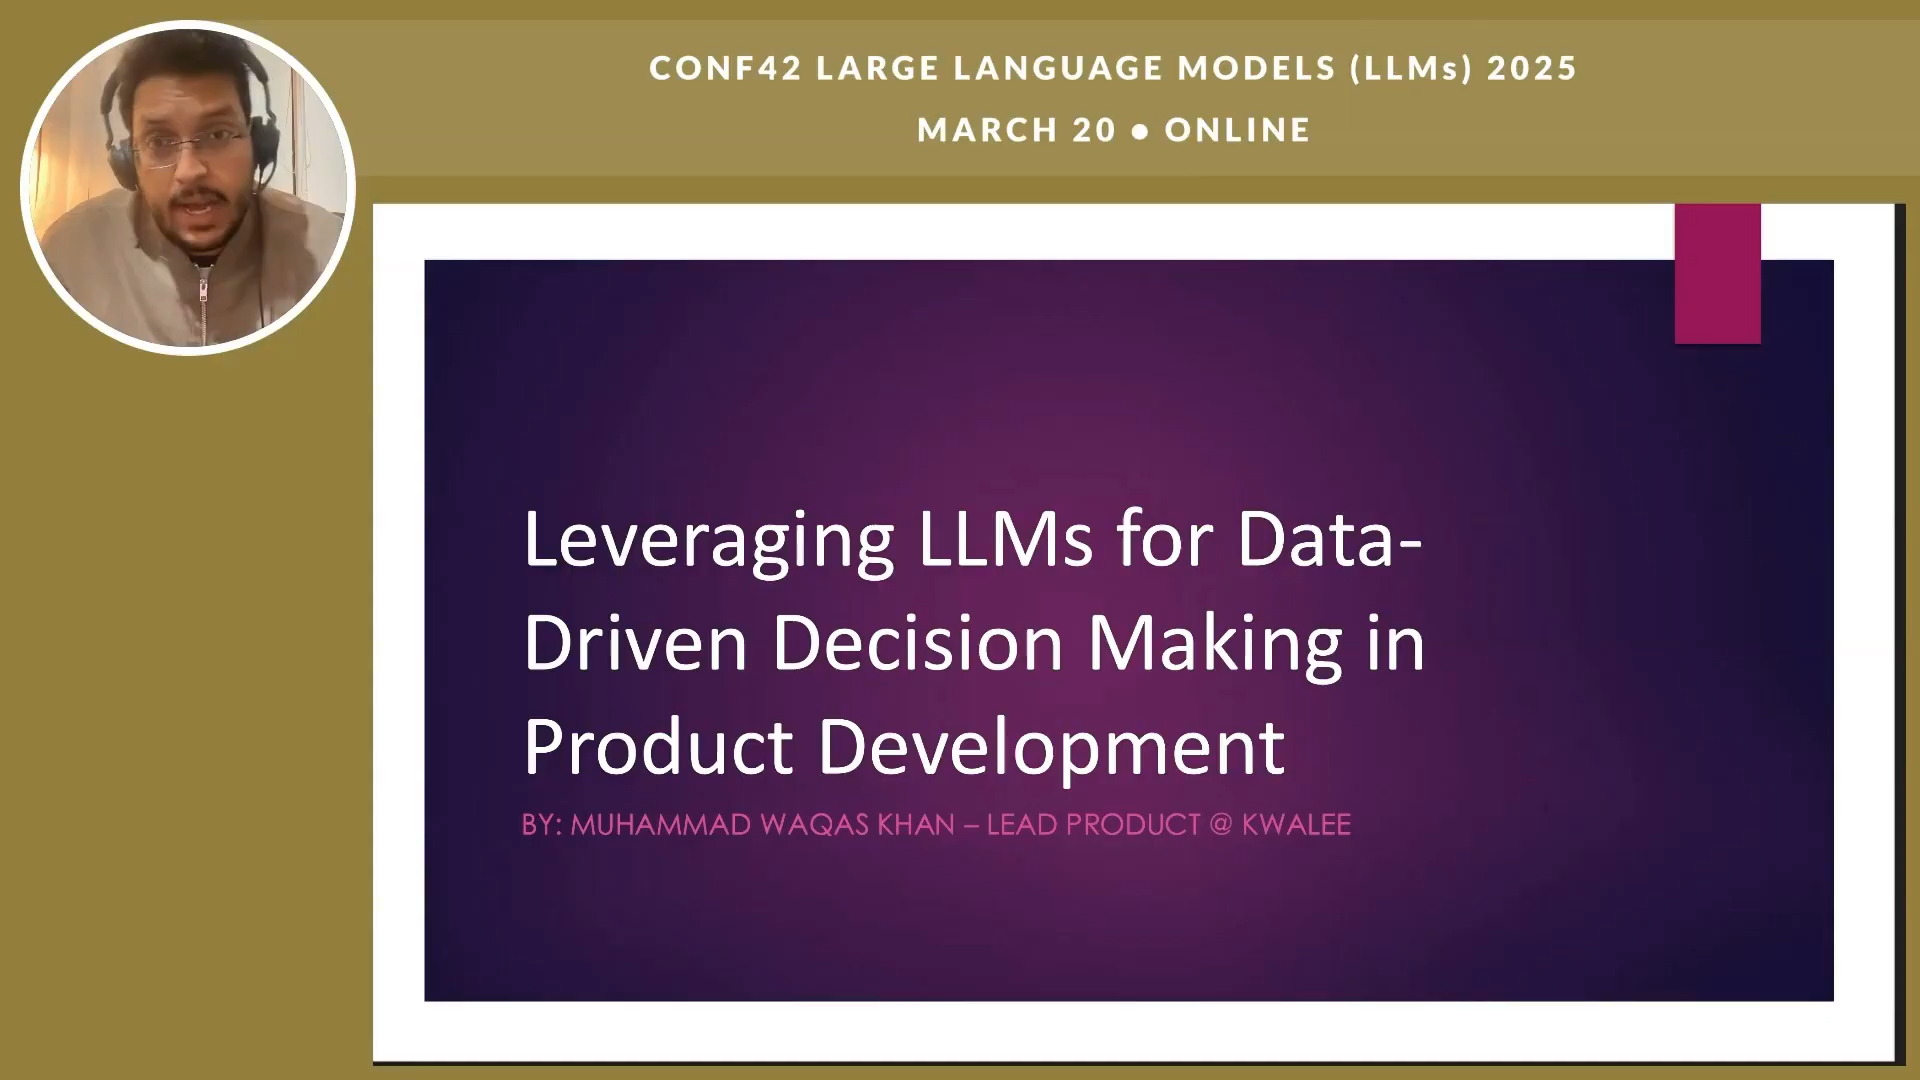 CONF42 LARGE LANGUAGE MODELS (LLMs) 2025
MARCH 20 ● ONLINE
Leveraging LLMs for Data-
Driven Decision Making in
Product Development
BY: MUHAMMAD WAQAS KHAN – LEAD PRODUCT @ KWALEE